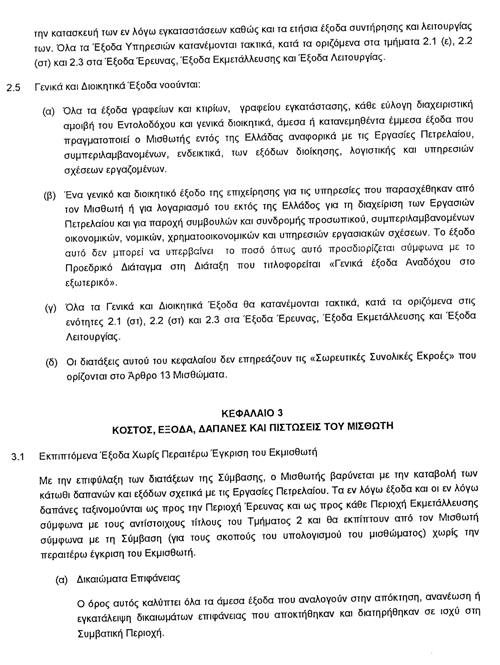 την κατασκευή των εν λόγω εγκαταστάσεων καθώς και τα ετήσια έξοδα συντήρησης και λειτουργίας
των. Όλα τα Έξοδα Υπηρεσιών κατανέμονται τακτικά, κατά τα οριζόμενα στα τμήματα 2.1 (ε), 2.2
(στ) και 2.3 στα Έξοδα Έρευνας, Έξοδα Εκμετάλλευσης και Έξοδα Λειτουργίας.
2.5 Γενικά και Διοικητικά Έξοδα νοούνται:
(α) Όλα τα έξοδα γραφείων και κτιρίων, γραφείου εγκατάστασης, κάθε εύλογη διαχειριστική
αμοιβή του Εντολοδόχου και γενικά διοικητικά, άμεσα ή κατανεμηθέντα έμμεσα έξοδα που
πραγματοποιεί ο Μισθωτής εντός της Ελλάδας αναφορικά με τις Εργασίες Πετρελαίου,
συμπεριλαμβανομένων, ενδεικτικά, των εξόδων διοίκησης, λογιστικής και υπηρεσιών
σχέσεων εργαζομένων.
(β) Ένα γενικό και διοικητικό έξοδο της επιχείρησης για τις υπηρεσίες που παρασχέθηκαν από
τον Μισθωτή ή για λογαριασμό του εκτός της Ελλάδος για τη διαχείριση των Εργασιών
Πετρελαίου και για παροχή συμβουλών και συνδρομής προσωπικού, συμπεριλαμβανομένων
οικονομικών, νομικών, χρηματοοικονομικών και υπηρεσιών εργασιακών σχέσεων. Το έξοδο
αυτό δεν μπορεί να υπερβαίνει το ποσό όπως αυτό προσδιορίζεται σύμφωνα με το
Προεδρικό Διάταγμα στη Διάταξη που τιτλοφορείται «Γενικά έξοδα Αναδόχου στο
εξωτερικό».
(γ) Όλα τα Γενικά και Διοικητικά Έξοδα θα κατανέμονται τακτικά, κατά τα οριζόμενα στις
ενότητες 2.1 (στ), 2.2 (στ) και 2.3 στα Έξοδα Έρευνας, Έξοδα Εκμετάλλευσης και Έξοδα
Λειτουργίας.
(δ) Οι διατάξεις αυτού του κεφαλαίου δεν επηρεάζουν τις «Σωρευτικές Συνολικές Εκροές» που
ορίζονται στο Άρθρο 13 Μισθώματα.
ΚΕΦΑΛΑΙΟ 3
ΚΟΣΤΟΣ, ΕΞΟΔΑ, ΔΑΠΑΝΕΣ ΚΑΙ ΠΙΣΤΩΣΕΙΣ ΤΟΥ ΜΙΣΘΩΤΗ
3.1 Εκπιπτόμενα Έξοδα Χωρίς Περαιτέρω Έγκριση του Εκμισθωτή
Με την επιφύλαξη των διατάξεων της Σύμβασης, ο Μισθωτής βαρύνεται με την καταβολή των
κάτωθι δαπανών και εξόδων σχετικά με τις Εργασίες Πετρελαίου. Τα εν λόγω έξοδα και οι εν λόγω
δαπάνες ταξινομούνται ως προς την Περιοχή Έρευνας και ως προς κάθε Περιοχή Εκμετάλλευσης
σύμφωνα με τους αντίστοιχους τίτλους του Τμήματος 2 και θα εκπίπτουν από τον Μισθωτή
σύμφωνα με τη Σύμβαση (για τους σκοπούς του υπολογισμού του μισθώματος) χωρίς την
περαιτέρω έγκριση του Εκμισθωτή.
(α) Δικαιώματα Επιφάνειας
Ο όρος αυτός καλύπτει όλα τα άμεσα έξοδα που αναλογούν στην απόκτηση, ανανέωση ή
εγκατάλειψη δικαιωμάτων επιφάνειας που αποκτήθηκαν και διατηρήθηκαν σε ισχύ στη
Συμβατική Περιοχή.